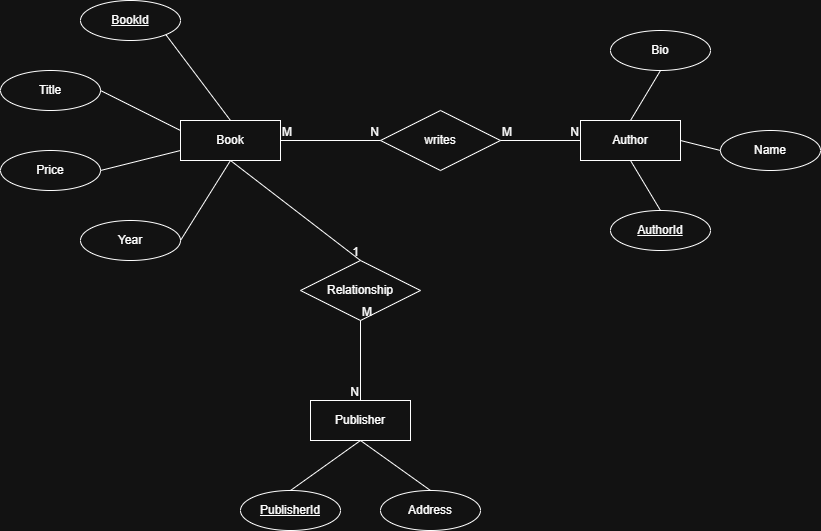 BookId
Bio
Title
Book
M
N
writes
M
N
Author
Name
Price
Year
AuthorId
1
Relationship
M
N
Publisher
PublisherId
Address